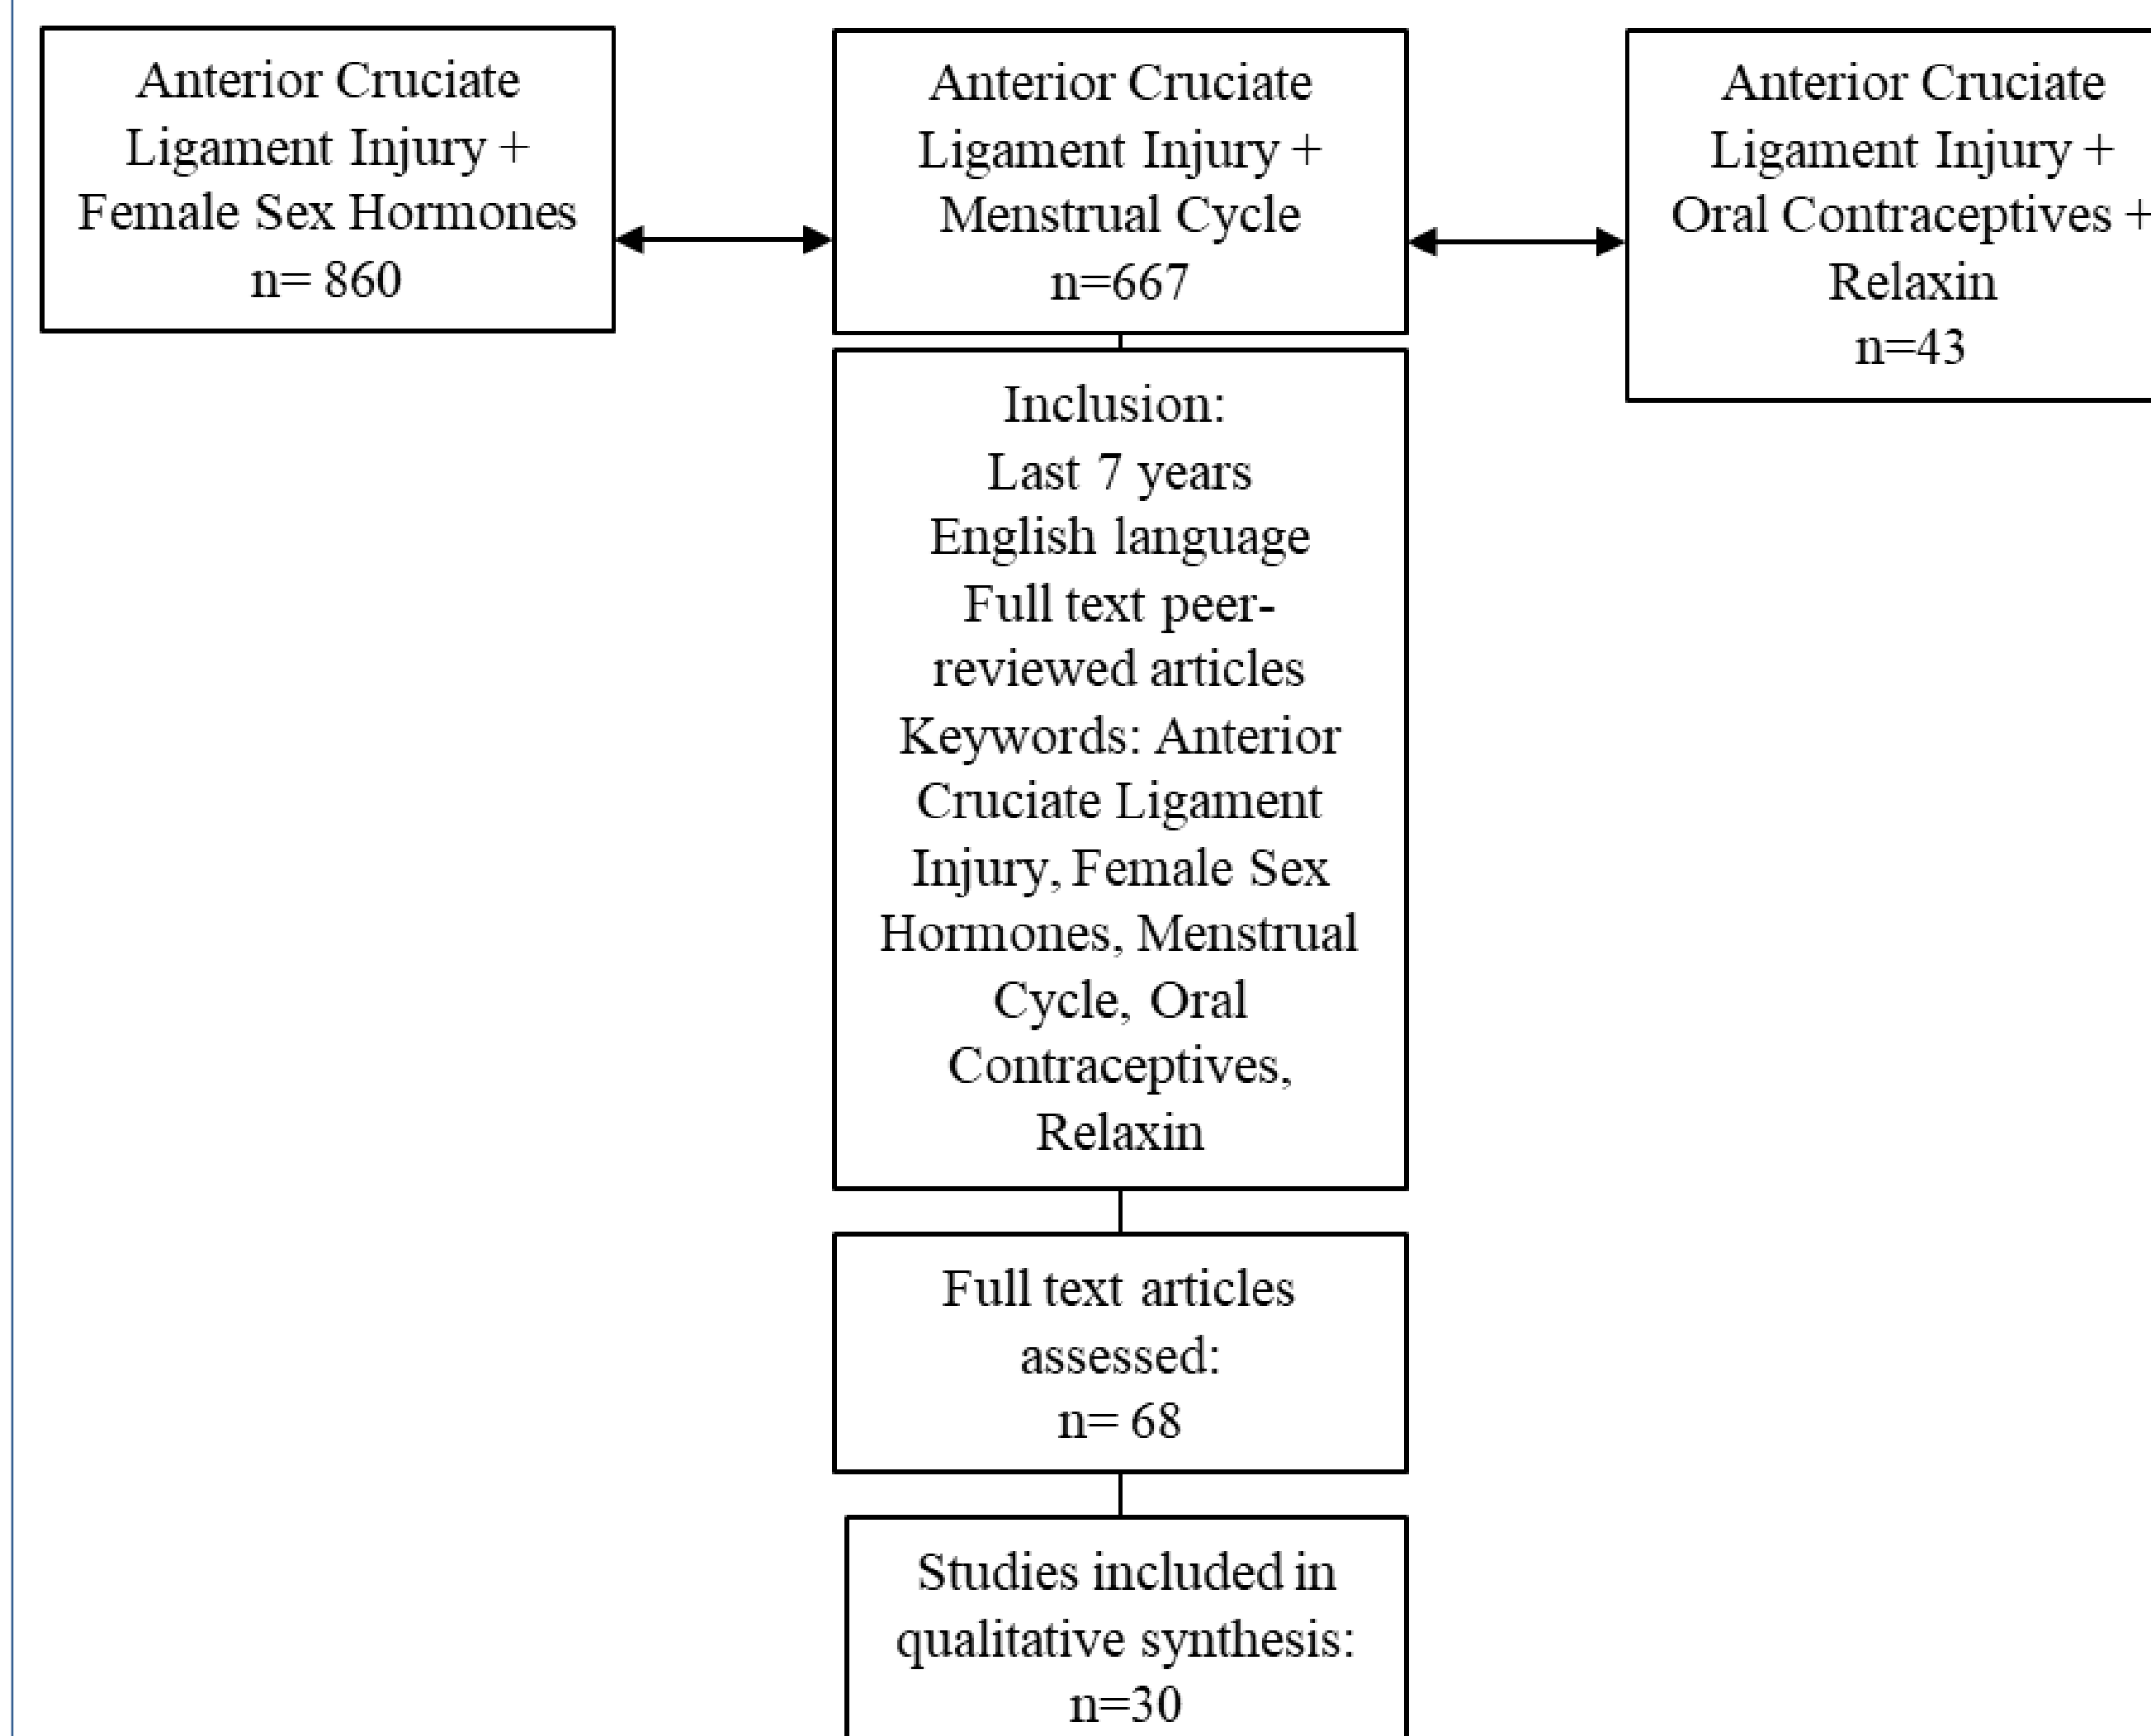 Anterior Cruciate
Ligament Injury +
Female Sex Hormones
n= 860
Anterior Cruciate
Ligament Injury +
Menstrual Cycle
n=667
Anterior Cruciate
Ligament Injury +
Oral Contraceptives +
Relaxin
n=43
Inclusion:
Last 7 years
English language
Full text peer-
reviewed articles
Keywords: Anterior
Cruciate Ligament
Injury, Female Sex
Hormones, Menstrual
Cycle, Oral
Contraceptives,
Relaxin
Full text articles
assessed:
n= 68
Studies included in
qualitative synthesis:
n=30